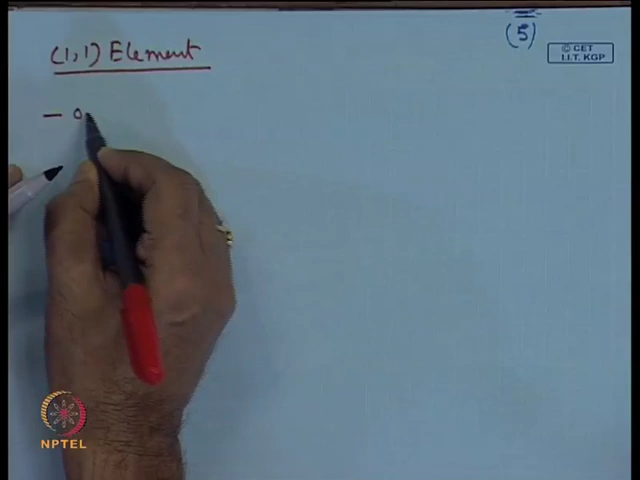 (5)
© CET
I.I.T. KGP
(1,1) Element
— o
NPTEL